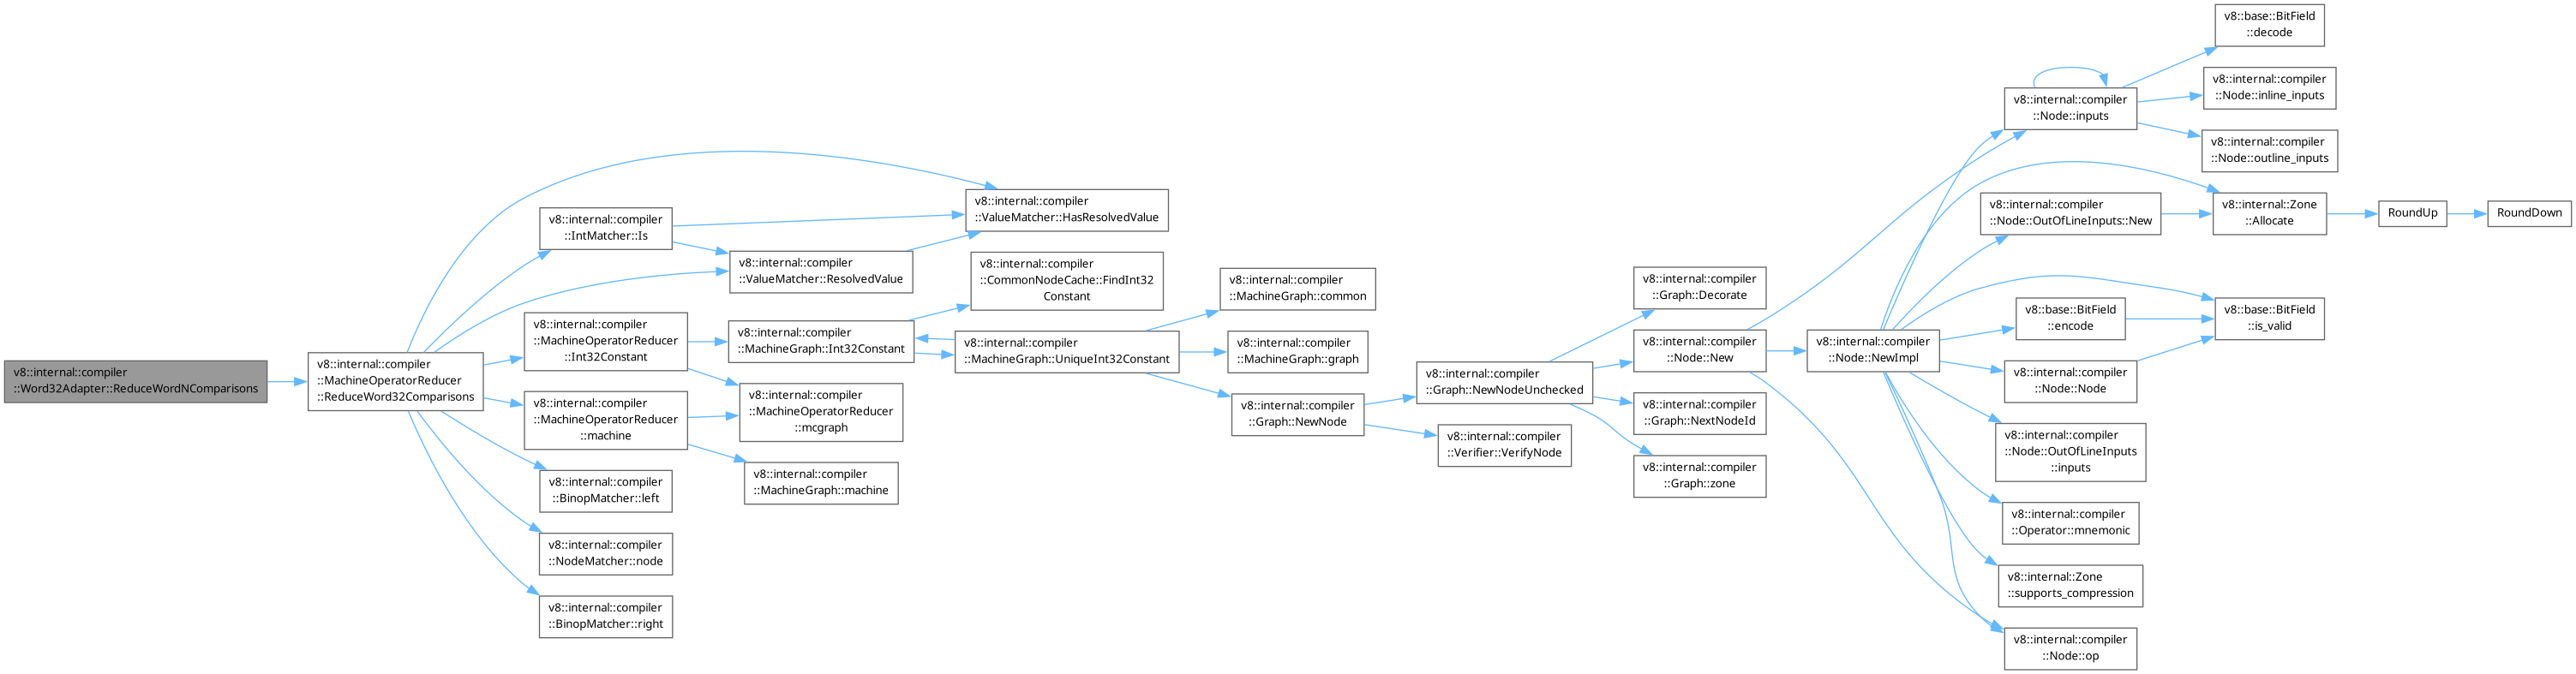 v8::internal::compiler
::Word32Adapter::ReduceWordNComparisons
v8::internal::compiler
::MachineOperatorReducer
::ReduceWord32Comparisons
v8::internal::compiler
::IntMatcher::Is
v8::internal::compiler
::MachineOperatorReducer
::Int32Constant
v8::internal::compiler
::MachineOperatorReducer
::machine
v8::internal::compiler
::BinopMatcher::left
v8::internal::compiler
::NodeMatcher::node
v8::internal::compiler
::BinopMatcher::right
v8::internal::compiler
::ValueMatcher::ResolvedValue
v8::internal::compiler
::MachineGraph::Int32Constant
v8::internal::compiler
::MachineOperatorReducer
::mcgraph
v8::internal::compiler
::MachineGraph::machine
v8::internal::compiler
::ValueMatcher::HasResolvedValue
v8::internal::compiler
::CommonNodeCache::FindInt32
Constant
v8::internal::compiler
::MachineGraph::UniqueInt32Constant
v8::internal::compiler
::MachineGraph::common
v8::internal::compiler
::MachineGraph::graph
v8::internal::compiler
::Graph::NewNode
v8::internal::compiler
::Graph::NewNodeUnchecked
v8::internal::compiler
::Verifier::VerifyNode
v8::internal::compiler
::Graph::Decorate
v8::internal::compiler
::Node::New
v8::internal::compiler
::Graph::NextNodeId
v8::internal::compiler
::Graph::zone
v8::internal::compiler
::Node::NewImpl
v8::internal::compiler
::Node::inputs
v8::internal::compiler
::Node::OutOfLineInputs::New
v8::base::BitField
::encode
v8::internal::compiler
::Node::Node
v8::internal::compiler
::Node::OutOfLineInputs
::inputs
v8::internal::compiler
::Operator::mnemonic
v8::internal::Zone
::supports_compression
v8::internal::compiler
::Node::op
v8::base::BitField
::decode
v8::internal::compiler
::Node::inline_inputs
v8::internal::compiler
::Node::outline_inputs
v8::internal::Zone
::Allocate
v8::base::BitField
::is_valid
RoundUp
RoundDown